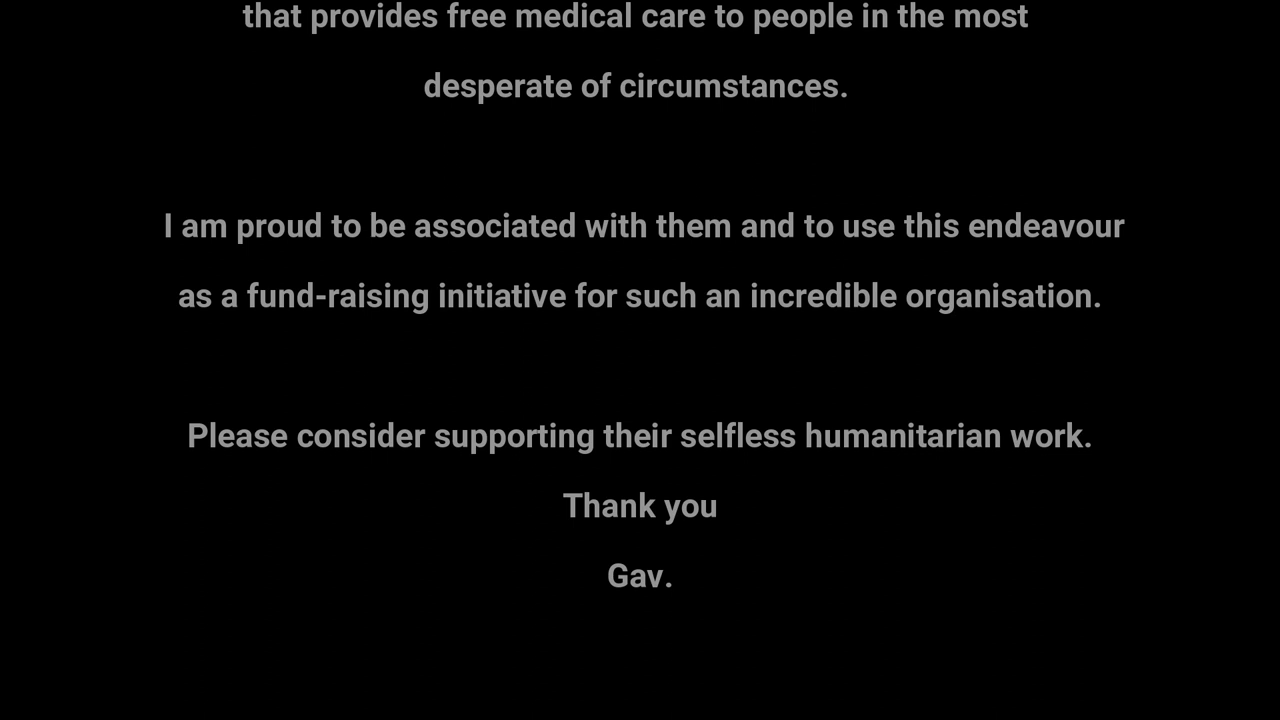 that provides free medical care to people in the most
desperate of circumstances.
I am proud to be associated with them and to use this endeavour
as a fund-raising initiative for such an incredible organisation.
Please consider supporting their selfless humanitarian work.
Thank you
Gav.